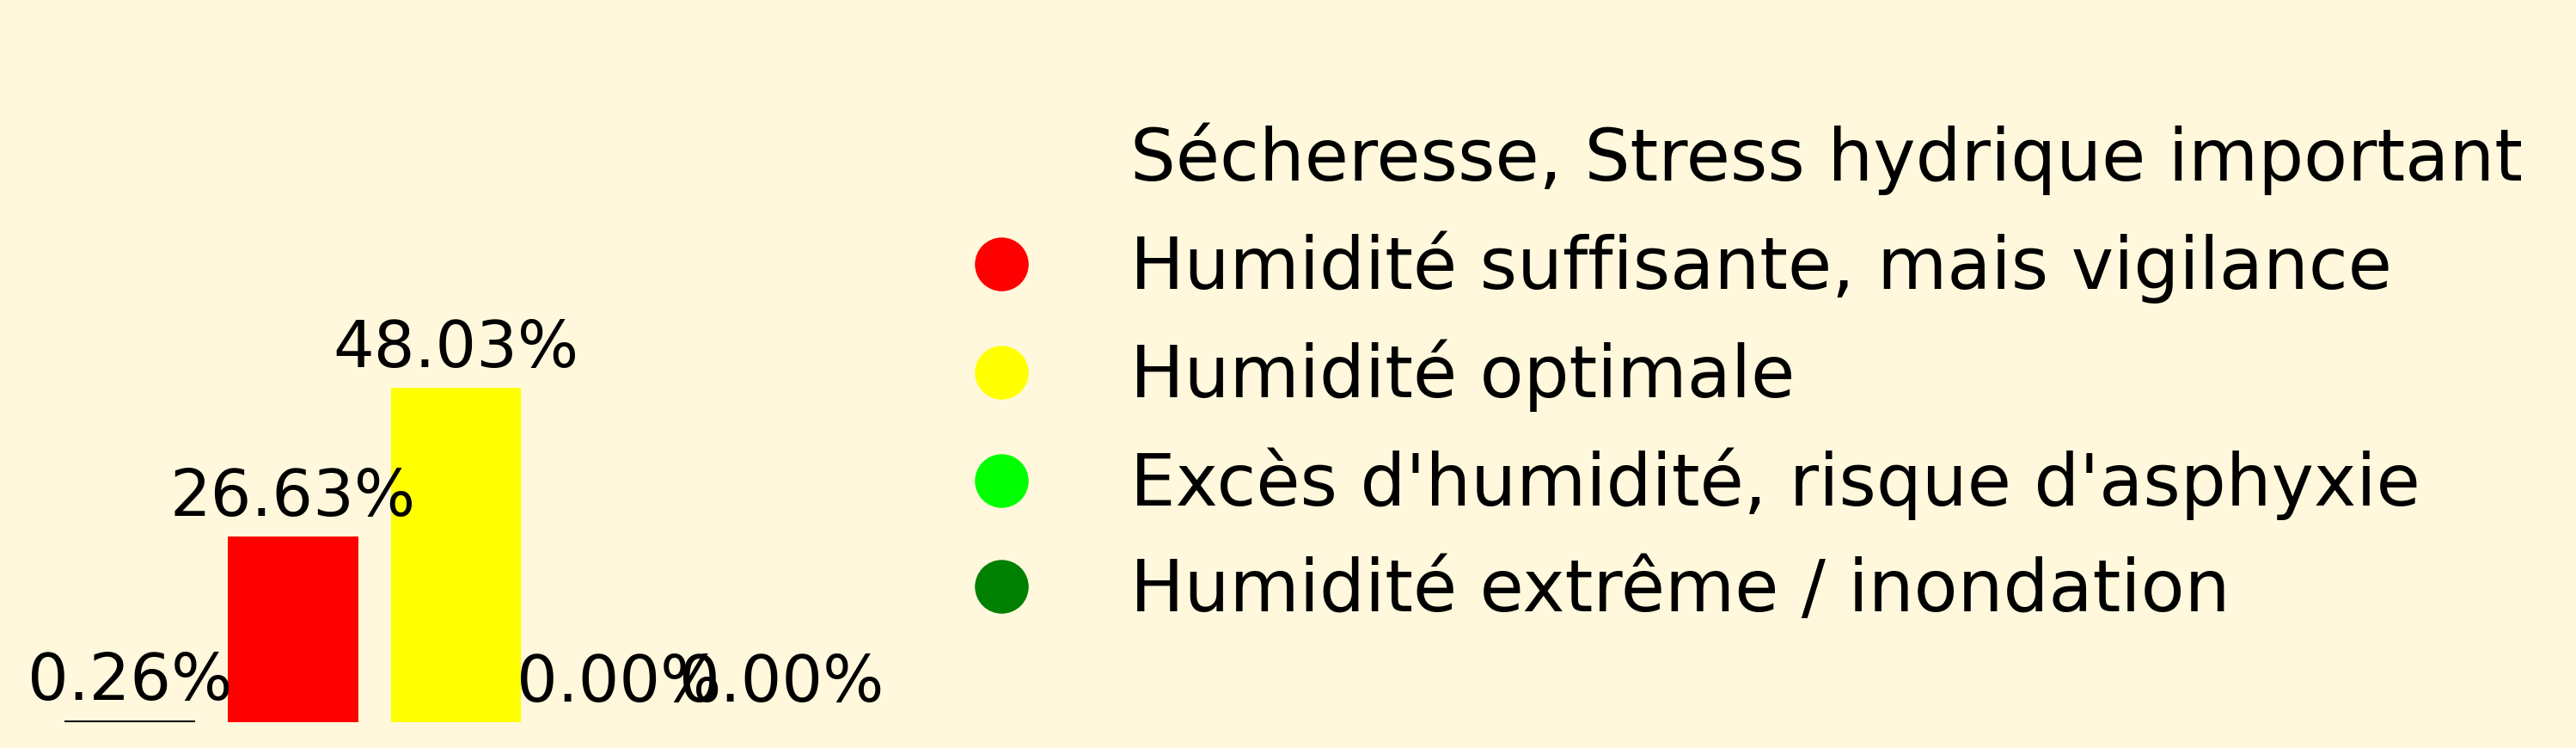 Sécheresse, Stress hydrique important
Humidité suffisante, mais vigilance
Humidité optimale
Excès d'humidité, risque d'asphyxie
Humidité extrême / inondation
48.03%
26.63%
0.26%
0.00%
0.00%